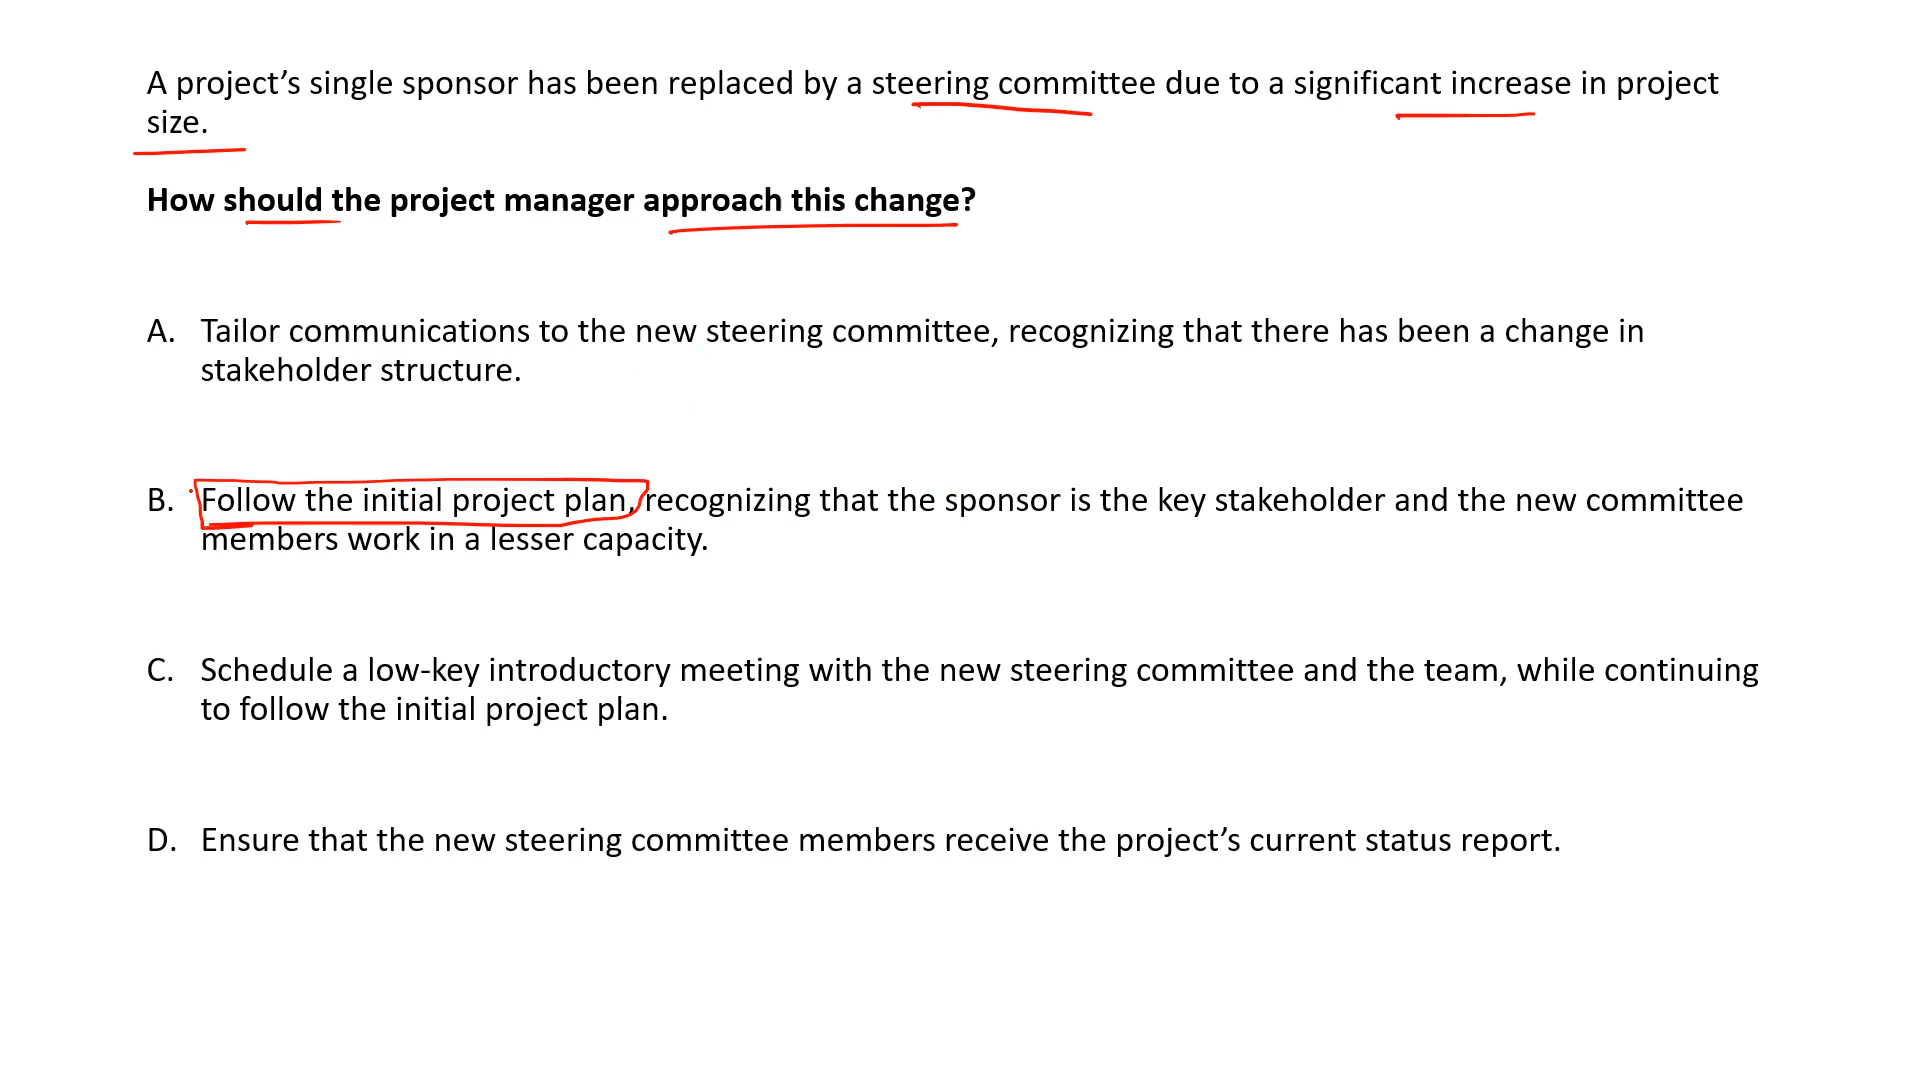 A project’s single sponsor has been replaced by a steering committee due to a significant increase in project
size.
How should the project manager approach this change?
A. Tailor communications to the new steering committee, recognizing that there has been a change in
stakeholder structure.
B. Follow the initial project plan, recognizing that the sponsor is the key stakeholder and the new committee
members work in a lesser capacity.
C. Schedule a low-key introductory meeting with the new steering committee and the team, while continuing
to follow the initial project plan.
D. Ensure that the new steering committee members receive the project’s current status report.